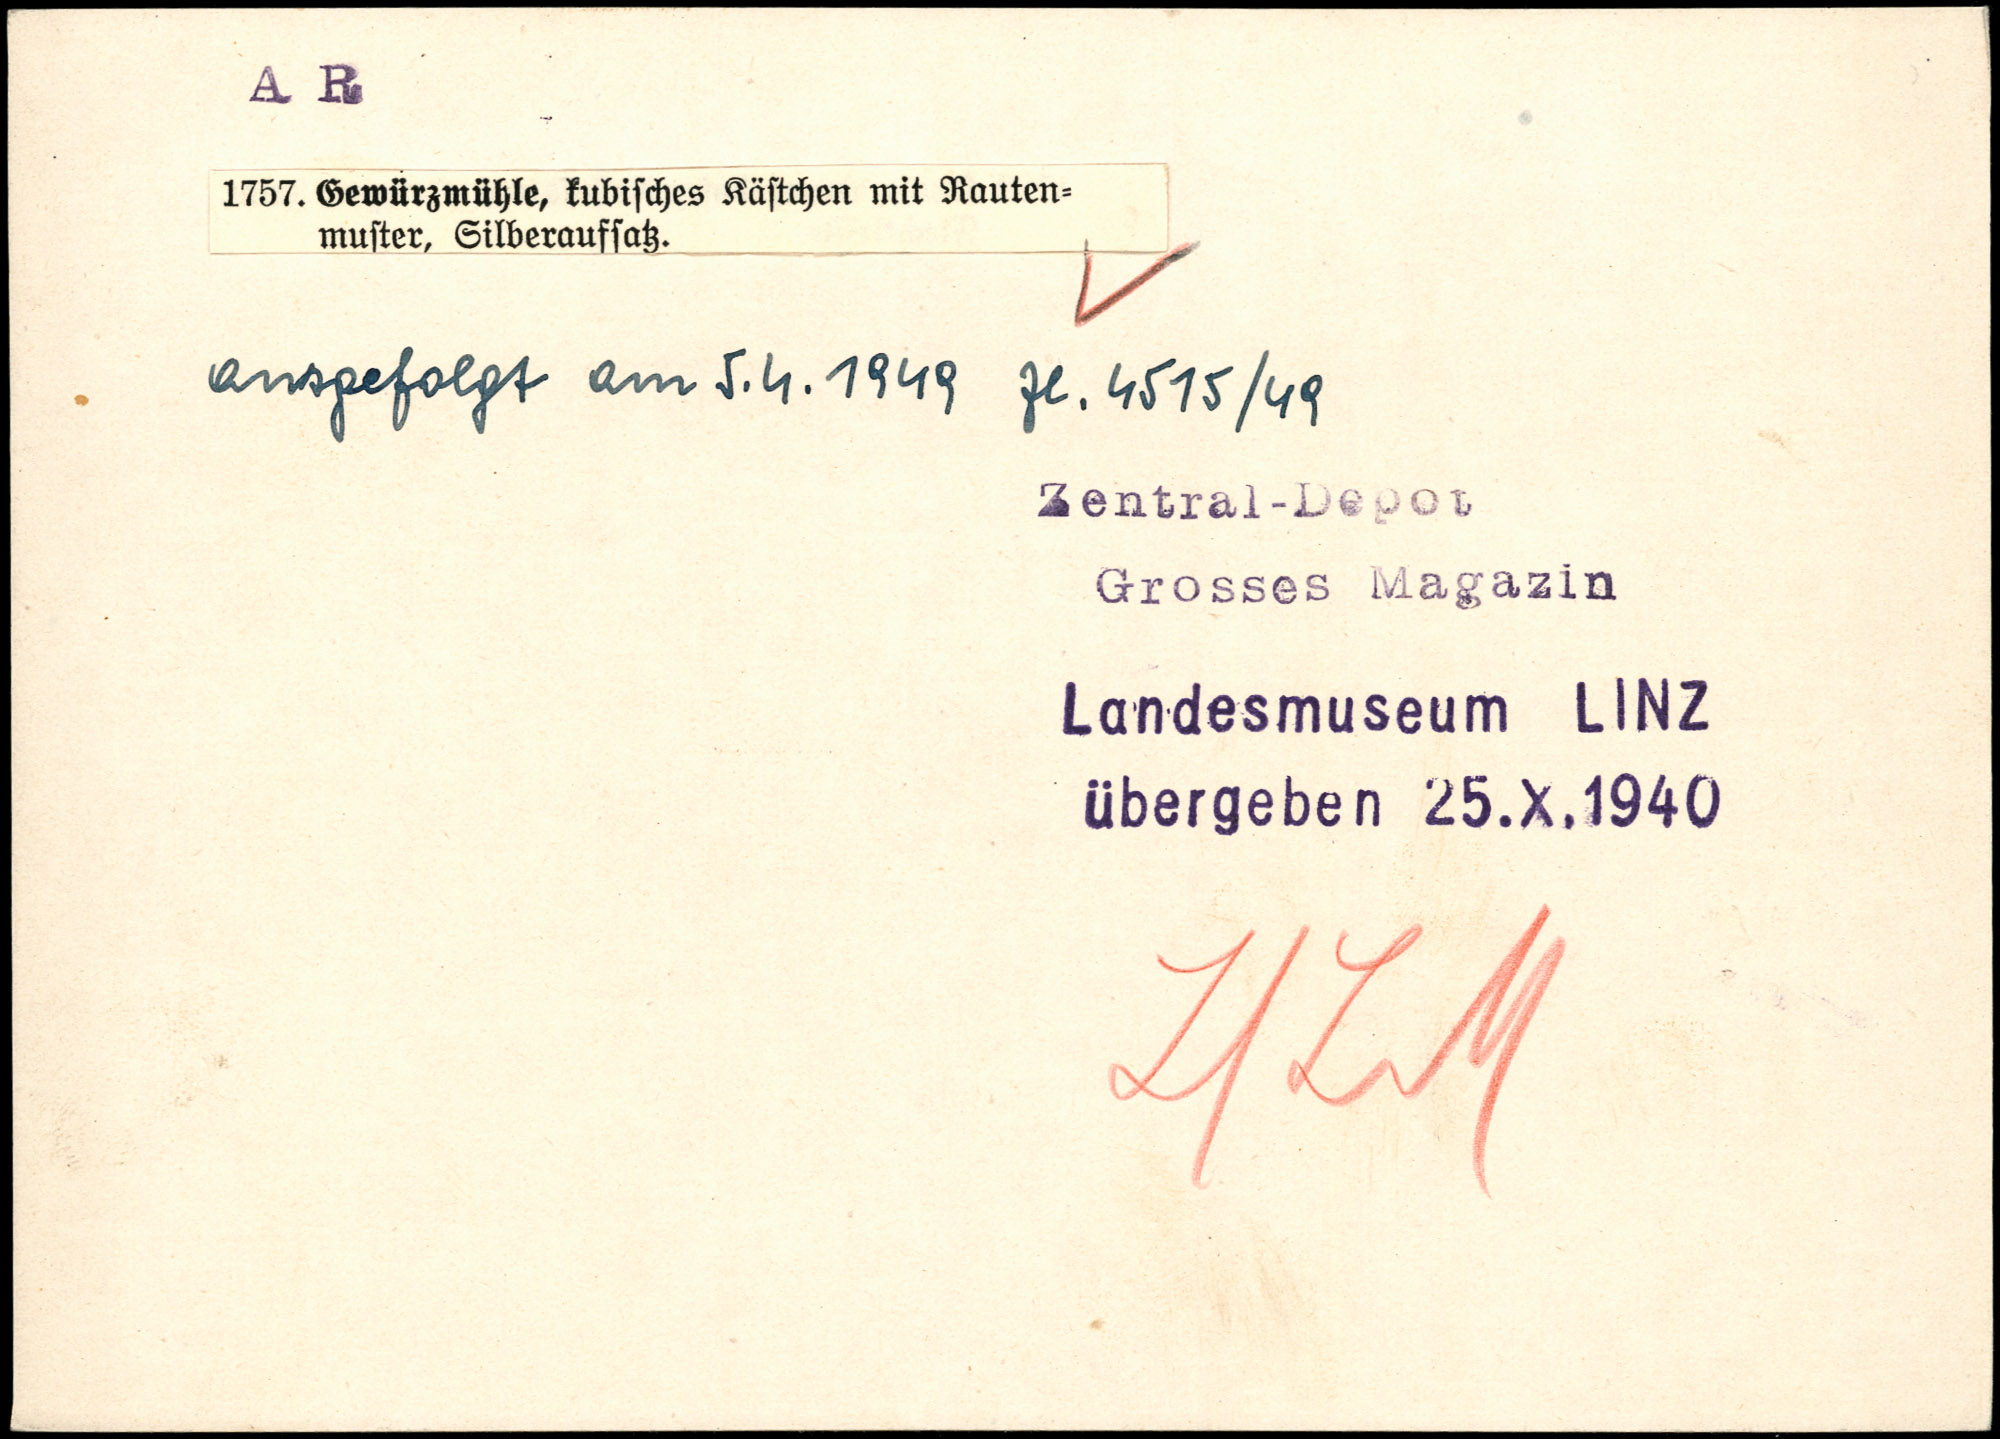 A R
1757. Gewürzmühle, kubisches Kästchen mit Rauten=
muster, Silberaufsatz.
ausgefolgt am 5.4.1949 Zl. 4515/49
Zentral-Depot
Grosses Magazin
Landesmuseum LINZ
übergeben 25.X.1940